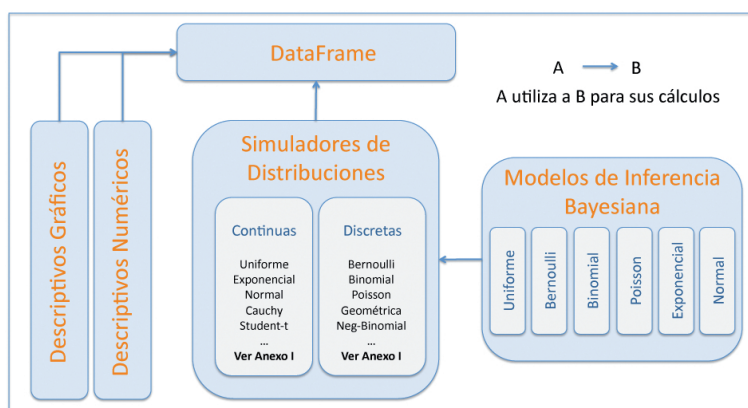 DataFrame
A → B
A utiliza a B para sus cálculos
Descriptivos Gráficos
Descriptivos Numéricos
Simuladores de
Distribuciones
Continuas
Uniforme
Exponencial
Normal
Cauchy
Student-t
...
Ver Anexo I
Discretas
Bernoulli
Binomial
Poisson
Geométrica
Neg-Binomial
...
Ver Anexo I
Modelos de Inferencia
Bayesiana
Uniforme
Bernoulli
Binomial
Poisson
Exponencial
Normal